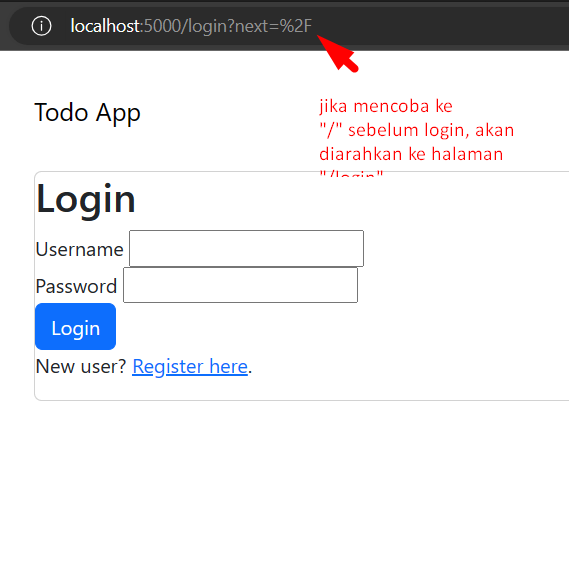 localhost:5000/login?next=%2F
Todo App
jika mencoba ke
"/" sebelum login, akan
diarahkan ke halaman
"/login"
Login
Username
Password
Login
New user? Register here.